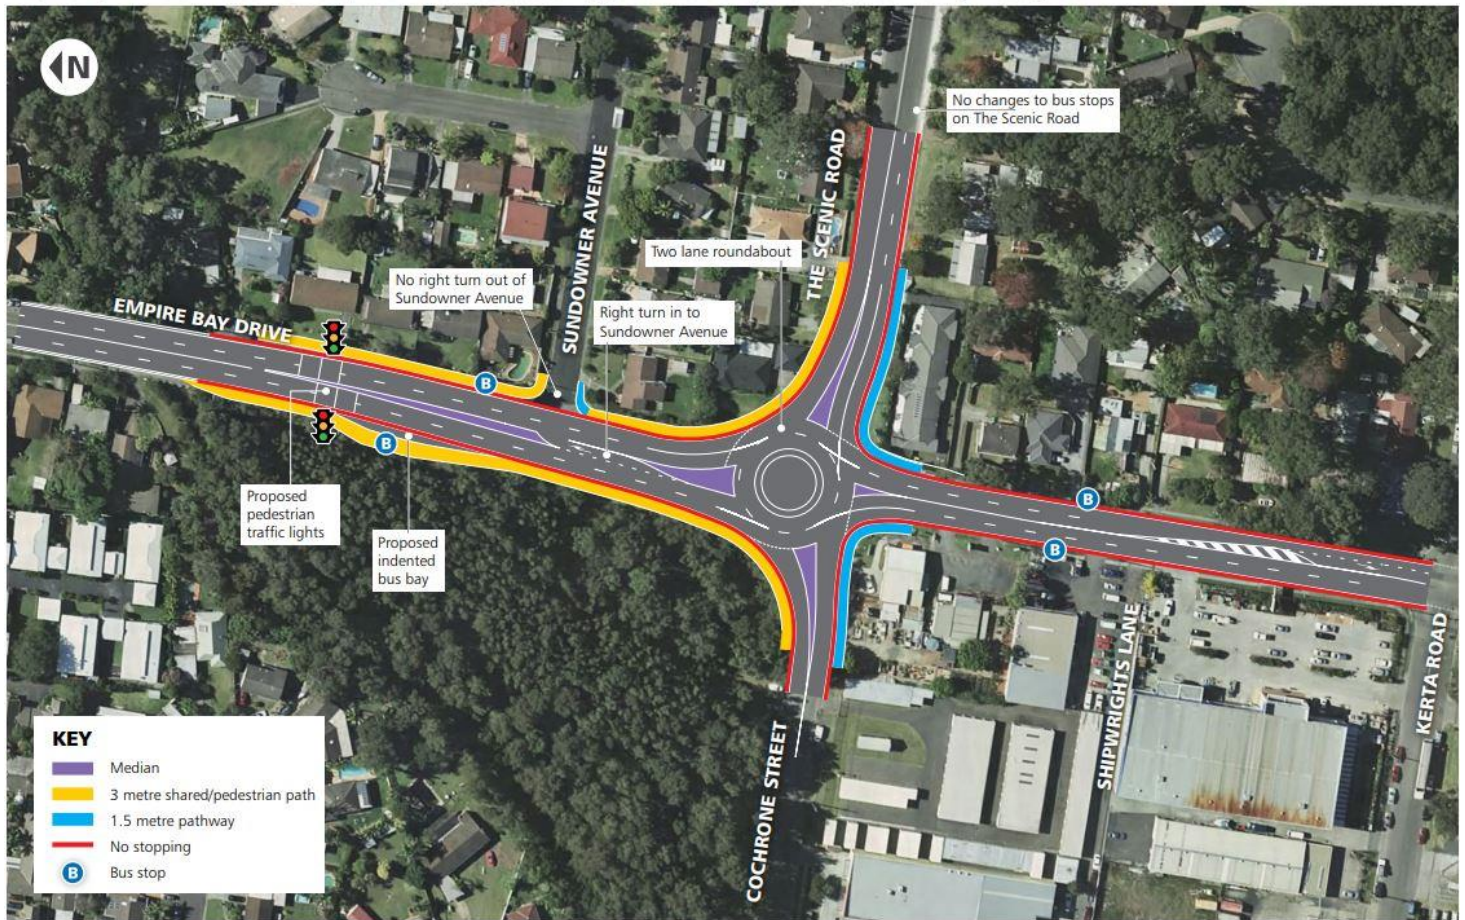 N
No changes to bus stops
on The Scenic Road
SUNDOWNER AVENUE
THE SCENIC ROAD
Two lane roundabout
No right turn out of
Sundowner Avenue
Right turn in to
Sundowner Avenue
EMPIRE BAY DRIVE
B
B
Proposed
pedestrian
traffic lights
Proposed
indented
bus bay
B
B
SHIPWRIGHTS LANE
KERTA ROAD
COCHRONE STREET
KEY
Median
3 metre shared/pedestrian path
1.5 metre pathway
No stopping
B Bus stop